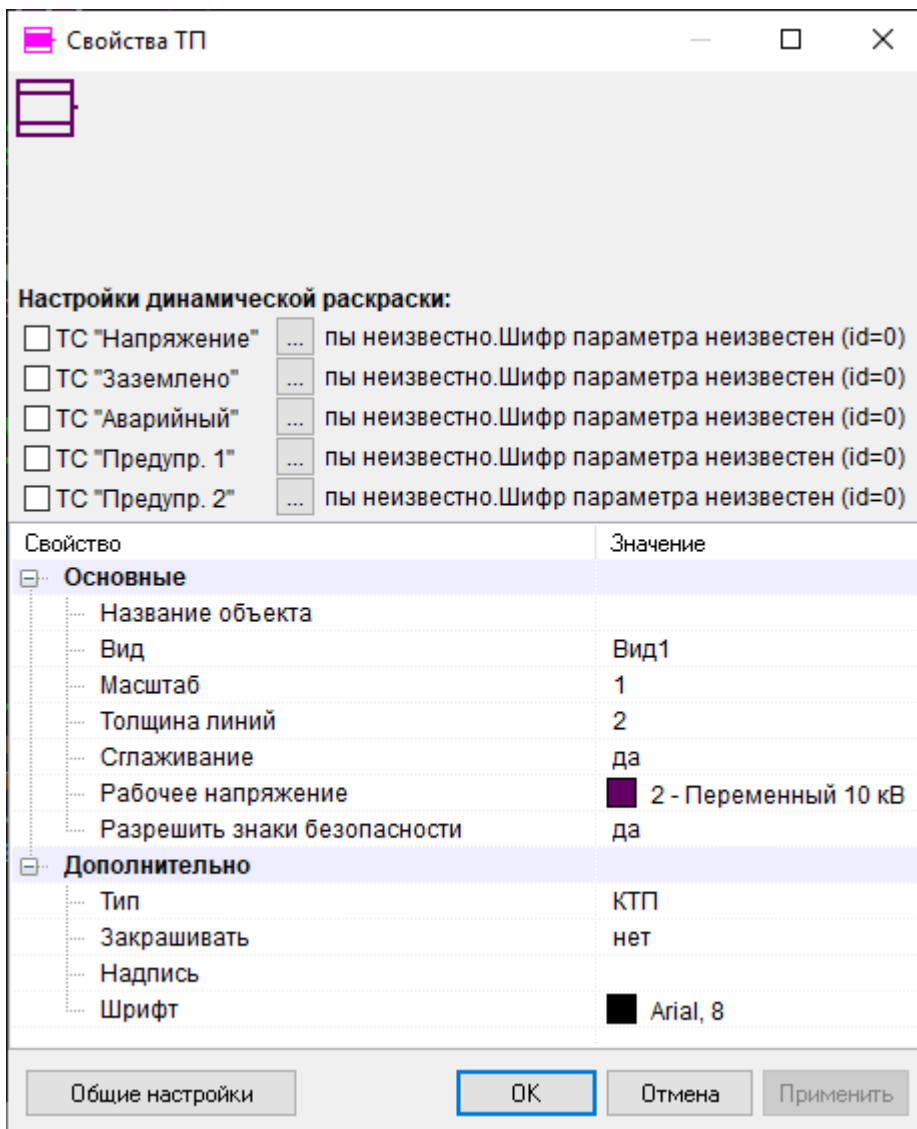 Свойства ТП
Настройки динамической раскраски:
ТС "Напряжение" ... пы неизвестно.Шифр параметра неизвестен (id=0)
ТС "Заземлено" ... пы неизвестно.Шифр параметра неизвестен (id=0)
ТС "Аварийный" ... пы неизвестно.Шифр параметра неизвестен (id=0)
ТС "Предупр. 1" ... пы неизвестно.Шифр параметра неизвестен (id=0)
ТС "Предупр. 2" ... пы неизвестно.Шифр параметра неизвестен (id=0)
Свойство Значение
Основные
Название объекта
Вид Вид1
Масштаб 1
Толщина линий 2
Сглаживание да
Рабочее напряжение 2 - Переменный 10 кВ
Разрешить знаки безопасности да
Дополнительно
Тип КТП
Закрашивать нет
Надпись
Шрифт Arial, 8
Общие настройки OK Отмена Применить